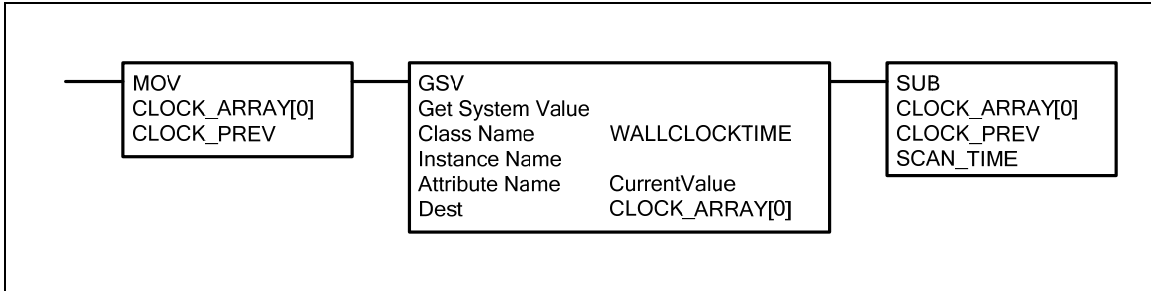 MOV
CLOCK_ARRAY[0]
CLOCK_PREV
GSV
Get System Value
Class Name WALLCLOCKTIME
Instance Name
Attribute Name CurrentValue
Dest CLOCK_ARRAY[0]
SUB
CLOCK_ARRAY[0]
CLOCK_PREV
SCAN_TIME